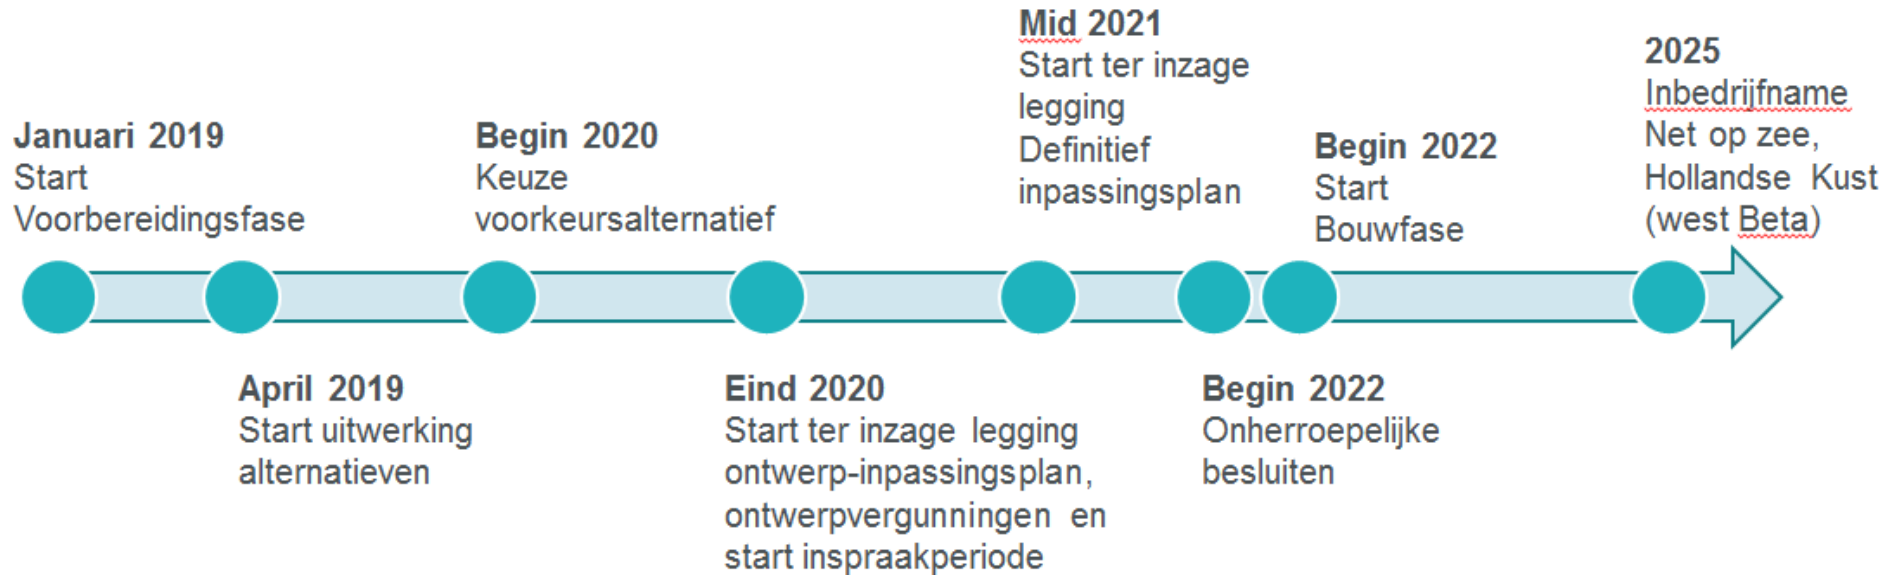 Januari 2019
Start
Voorbereidingsfase
April 2019
Start uitwerking
alternatieven
Begin 2020
Keuze
voorkeursalternatief
Eind 2020
Start ter inzage legging
ontwerp-inpassingsplan,
ontwerpvergunningen en
start inspraakperiode
Mid 2021
Start ter inzage
legging
Definitief
inpassingsplan
Begin 2022
Onherroepelijke
besluiten
Begin 2022
Start
Bouwfase
2025
Inbedrijfname
Net op zee,
Hollandse Kust
(west Beta)